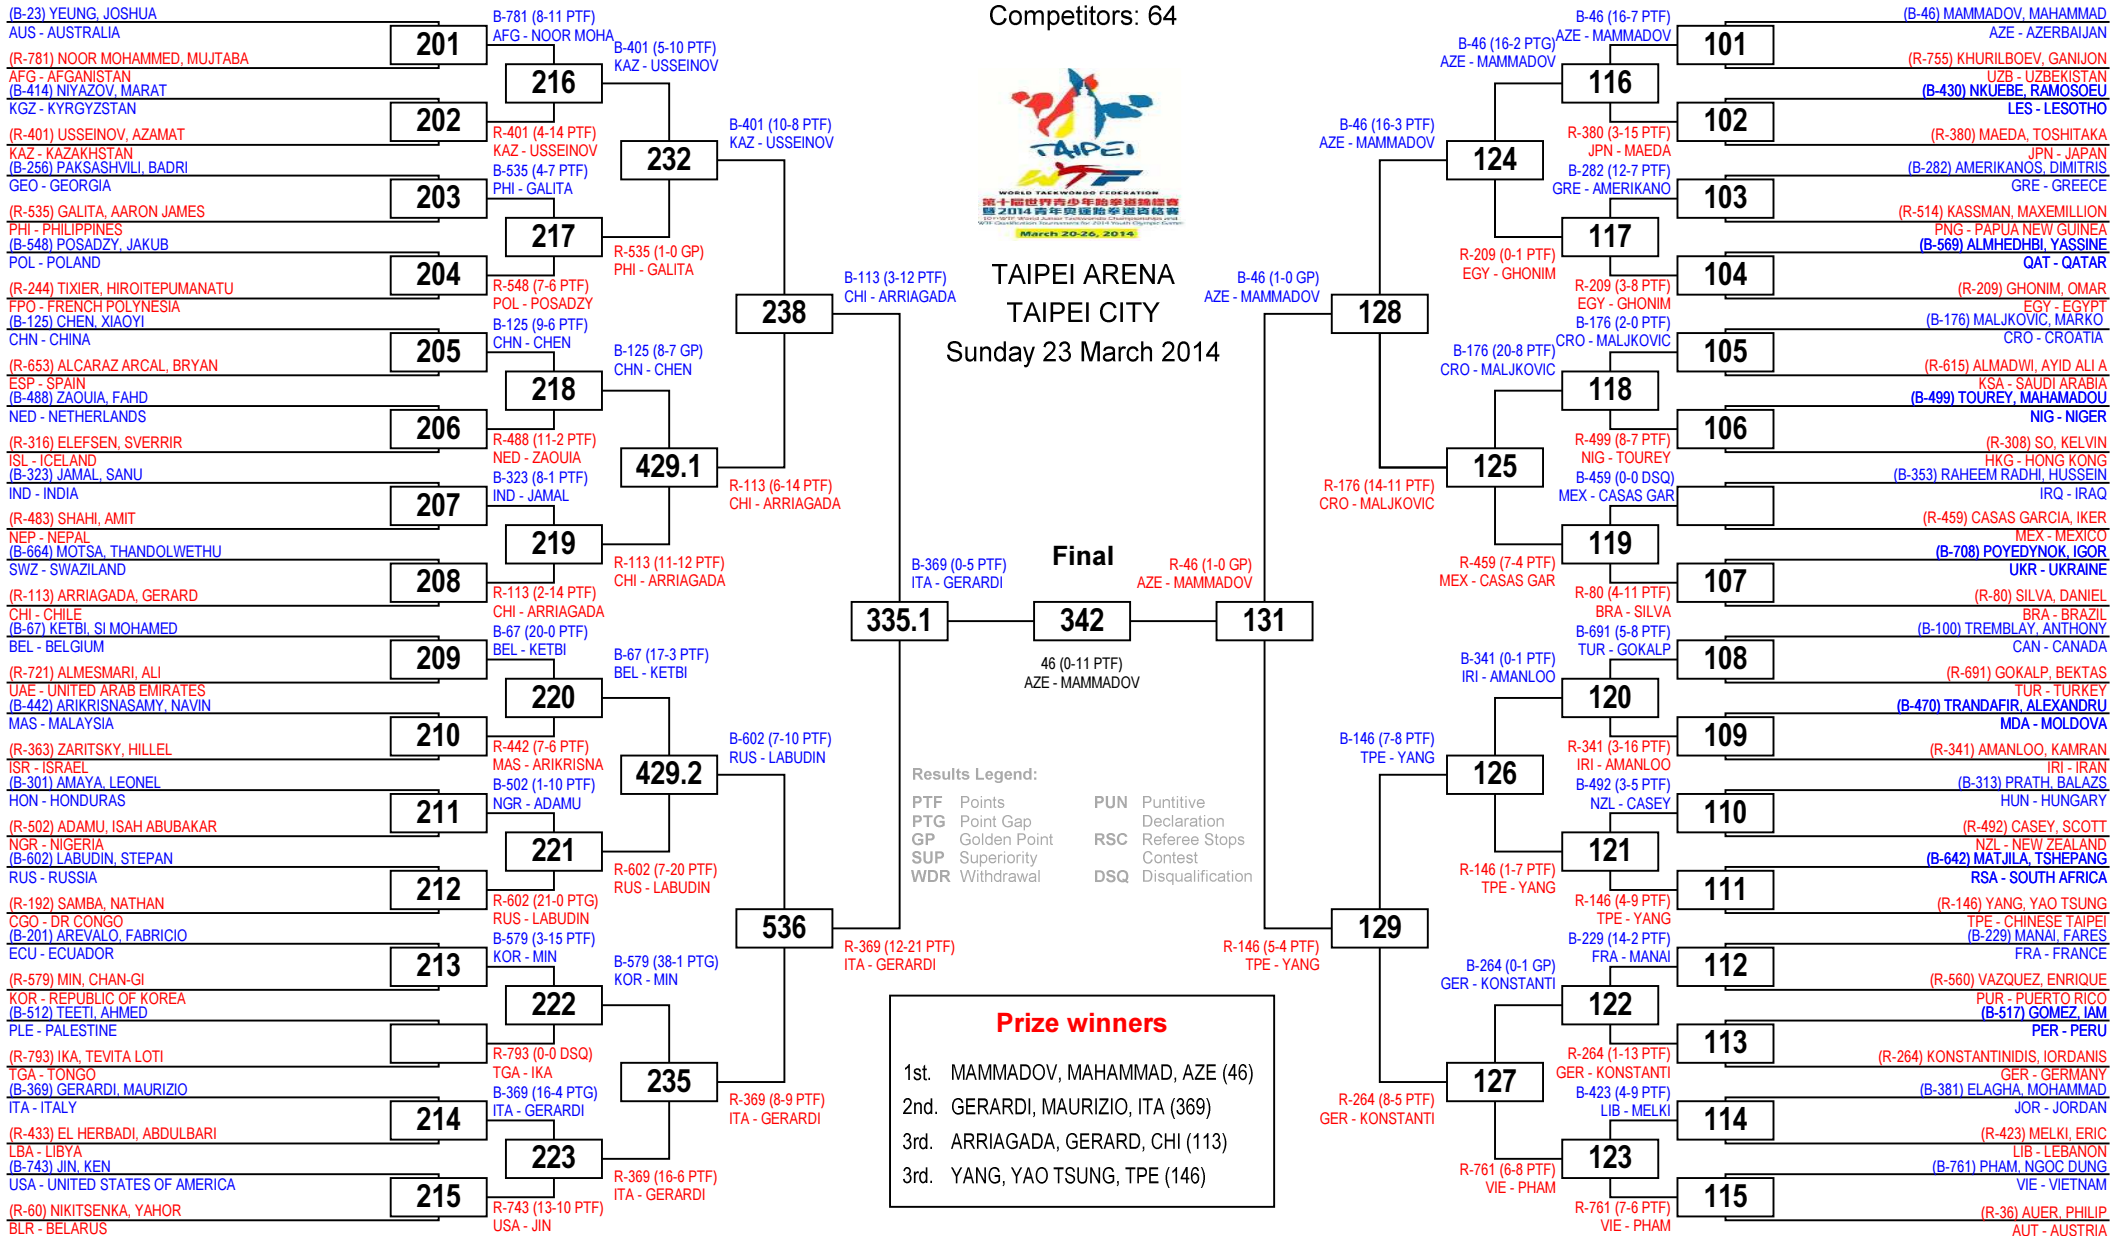 Competitors: 64
TAIPEI
WTF
WORLD TAEKWONDO FEDERATION
第十屆世界青少年跆拳道錦標賽
暨2014青年奧運跆拳道資格賽
March 20-26, 2014
TAIPEI ARENA
TAIPEI CITY
Sunday 23 March 2014
(B-23) YEUNG, JOSHUA
AUS - AUSTRALIA
201
(R-781) NOOR MOHAMMED, MUJTABA
AFG - AFGANISTAN
(B-414) NIYAZOV, MARAT
KGZ - KYRGYZSTAN
202
(R-401) USSEINOV, AZAMAT
KAZ - KAZAKHSTAN
(B-256) PAKSASHVILI, BADRI
GEO - GEORGIA
203
(R-535) GALITA, AARON JAMES
PHI - PHILIPPINES
(B-548) POSADZY, JAKUB
POL - POLAND
204
(R-244) TIXIER, HIROITEPUMANATU
FPO - FRENCH POLYNESIA
(B-125) CHEN, XIAOYI
CHN - CHINA
205
(R-653) ALCARAZ ARCAL, BRYAN
ESP - SPAIN
(B-488) ZAOUIA, FAHD
NED - NETHERLANDS
206
(R-316) ELEFSEN, SVERRIR
ISL - ICELAND
(B-323) JAMAL, SANU
IND - INDIA
207
(R-483) SHAHI, AMIT
NEP - NEPAL
(B-664) MOTSA, THANDOLWETHU
SWZ - SWAZILAND
208
(R-113) ARRIAGADA, GERARD
CHI - CHILE
(B-67) KETBI, SI MOHAMED
BEL - BELGIUM
209
(R-721) ALMESMARI, ALI
UAE - UNITED ARAB EMIRATES
(B-442) ARIKRISNASAMY, NAVIN
MAS - MALAYSIA
210
(R-363) ZARITSKY, HILLEL
ISR - ISRAEL
(B-301) AMAYA, LEONEL
HON - HONDURAS
211
(R-502) ADAMU, ISAH ABUBAKAR
NGR - NIGERIA
(B-602) LABUDIN, STEPAN
RUS - RUSSIA
212
(R-192) SAMBA, NATHAN
CGO - DR CONGO
(B-201) AREVALO, FABRICIO
ECU - ECUADOR
213
(R-579) MIN, CHAN-GI
KOR - REPUBLIC OF KOREA
(B-512) TEETI, AHMED
PLE - PALESTINE
(R-793) IKA, TEVITA LOTI
TGA - TONGO
(B-369) GERARDI, MAURIZIO
ITA - ITALY
214
(R-433) EL HERBADI, ABDULBARI
LBA - LIBYA
(B-743) JIN, KEN
USA - UNITED STATES OF AMERICA
215
(R-60) NIKITSENKA, YAHOR
BLR - BELARUS
B-781 (8-11 PTF)
AFG - NOOR MOHA
216
R-401 (4-14 PTF)
KAZ - USSEINOV
B-535 (4-7 PTF)
PHI - GALITA
217
R-548 (7-6 PTF)
POL - POSADZY
B-125 (9-6 PTF)
CHN - CHEN
218
R-488 (11-2 PTF)
NED - ZAOUIA
B-323 (8-1 PTF)
IND - JAMAL
219
R-113 (2-14 PTF)
CHI - ARRIAGADA
B-67 (20-0 PTF)
BEL - KETBI
220
R-442 (7-6 PTF)
MAS - ARIKRISNA
B-502 (1-10 PTF)
NGR - ADAMU
221
R-602 (21-0 PTG)
RUS - LABUDIN
B-579 (3-15 PTF)
KOR - MIN
222
R-793 (0-0 DSQ)
TGA - IKA
B-369 (16-4 PTG)
ITA - GERARDI
223
R-743 (13-10 PTF)
USA - JIN
B-401 (5-10 PTF)
KAZ - USSEINOV
232
R-535 (1-0 GP)
PHI - GALITA
B-125 (8-7 GP)
CHN - CHEN
429.1
R-113 (11-12 PTF)
CHI - ARRIAGADA
B-67 (17-3 PTF)
BEL - KETBI
429.2
R-602 (7-20 PTF)
RUS - LABUDIN
B-579 (38-1 PTG)
KOR - MIN
235
R-369 (16-6 PTF)
ITA - GERARDI
B-401 (10-8 PTF)
KAZ - USSEINOV
238
R-113 (6-14 PTF)
CHI - ARRIAGADA
B-602 (7-10 PTF)
RUS - LABUDIN
536
R-369 (8-9 PTF)
ITA - GERARDI
B-113 (3-12 PTF)
CHI - ARRIAGADA
335.1
R-369 (12-21 PTF)
ITA - GERARDI
B-369 (0-5 PTF)
ITA - GERARDI
Final
342
46 (0-11 PTF)
AZE - MAMMADOV
R-46 (1-0 GP)
AZE - MAMMADOV
131
B-46 (1-0 GP)
AZE - MAMMADOV
R-146 (5-4 PTF)
TPE - YANG
B-46 (16-3 PTF)
AZE - MAMMADOV
128
R-176 (14-11 PTF)
CRO - MALJKOVIC
B-146 (7-8 PTF)
TPE - YANG
129
R-264 (8-5 PTF)
GER - KONSTANTI
B-46 (16-2 PTG)
AZE - MAMMADOV
124
R-209 (0-1 PTF)
EGY - GHONIM
B-176 (20-8 PTF)
CRO - MALJKOVIC
125
R-459 (7-4 PTF)
MEX - CASAS GAR
B-341 (0-1 PTF)
IRI - AMANLOO
126
R-146 (1-7 PTF)
TPE - YANG
B-264 (0-1 GP)
GER - KONSTANTI
127
R-761 (6-8 PTF)
VIE - PHAM
B-46 (16-7 PTF)
AZE - MAMMADOV
116
R-380 (3-15 PTF)
JPN - MAEDA
B-282 (12-7 PTF)
GRE - AMERIKANO
117
R-209 (3-8 PTF)
EGY - GHONIM
B-176 (2-0 PTF)
CRO - MALJKOVIC
118
R-499 (8-7 PTF)
NIG - TOUREY
B-459 (0-0 DSQ)
MEX - CASAS GAR
119
R-80 (4-11 PTF)
BRA - SILVA
B-691 (5-8 PTF)
TUR - GOKALP
120
R-341 (3-16 PTF)
IRI - AMANLOO
B-492 (3-5 PTF)
NZL - CASEY
121
R-146 (4-9 PTF)
TPE - YANG
B-229 (14-2 PTF)
FRA - MANAI
122
R-264 (1-13 PTF)
GER - KONSTANTI
B-423 (4-9 PTF)
LIB - MELKI
123
R-761 (7-6 PTF)
VIE - PHAM
(B-46) MAMMADOV, MAHAMMAD
AZE - AZERBAIJAN
101
(R-755) KHURILBOEV, GANIJON
UZB - UZBEKISTAN
(B-430) NKUEBE, RAMOSOEU
LES - LESOTHO
102
(R-380) MAEDA, TOSHITAKA
JPN - JAPAN
(B-282) AMERIKANOS, DIMITRIS
GRE - GREECE
103
(R-514) KASSMAN, MAXEMILLION
PNG - PAPUA NEW GUINEA
(B-569) ALMHEDHBI, YASSINE
QAT - QATAR
104
(R-209) GHONIM, OMAR
EGY - EGYPT
(B-176) MALJKOVIC, MARKO
CRO - CROATIA
105
(R-615) ALMADWI, AYID ALI A
KSA - SAUDI ARABIA
(B-499) TOUREY, MAHAMADOU
NIG - NIGER
106
(R-308) SO, KELVIN
HKG - HONG KONG
(B-353) RAHEEM RADHI, HUSSEIN
IRQ - IRAQ
(R-459) CASAS GARCIA, IKER
MEX - MEXICO
(B-708) POYEDYNOK, IGOR
UKR - UKRAINE
107
(R-80) SILVA, DANIEL
BRA - BRAZIL
(B-100) TREMBLAY, ANTHONY
CAN - CANADA
108
(R-691) GOKALP, BEKTAS
TUR - TURKEY
(B-470) TRANDAFIR, ALEXANDRU
MDA - MOLDOVA
109
(R-341) AMANLOO, KAMRAN
IRI - IRAN
(B-313) PRATH, BALAZS
HUN - HUNGARY
110
(R-492) CASEY, SCOTT
NZL - NEW ZEALAND
(B-642) MATJILA, TSHEPANG
RSA - SOUTH AFRICA
111
(R-146) YANG, YAO TSUNG
TPE - CHINESE TAIPEI
(B-229) MANAI, FARES
FRA - FRANCE
112
(R-560) VAZQUEZ, ENRIQUE
PUR - PUERTO RICO
(B-517) GOMEZ, IAM
PER - PERU
113
(R-264) KONSTANTINIDIS, IORDANIS
GER - GERMANY
(B-381) ELAGHA, MOHAMMAD
JOR - JORDAN
114
(R-423) MELKI, ERIC
LIB - LEBANON
(B-761) PHAM, NGOC DUNG
VIE - VIETNAM
115
(R-36) AUER, PHILIP
AUT - AUSTRIA
Results Legend:
PTF Points PUN Puntitive
PTG Point Gap Declaration
GP Golden Point RSC Referee Stops
SUP Superiority Contest
WDR Withdrawal DSQ Disqualification
Prize winners
1st. MAMMADOV, MAHAMMAD, AZE (46)
2nd. GERARDI, MAURIZIO, ITA (369)
3rd. ARRIAGADA, GERARD, CHI (113)
3rd. YANG, YAO TSUNG, TPE (146)